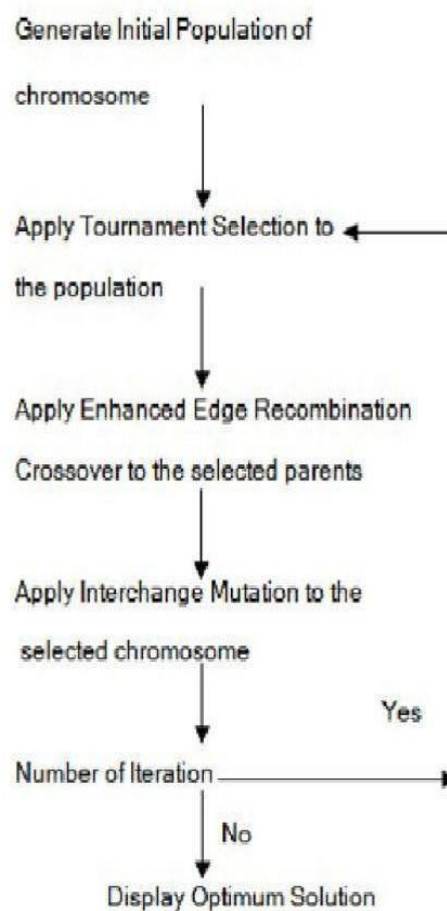 Generate Initial Population of
chromosome
Apply Tournament Selection to
the population
Apply Enhanced Edge Recombination
Crossover to the selected parents
Apply Interchange Mutation to the
selected chromosome
Yes
Number of Iteration
No
Display Optimum Solution